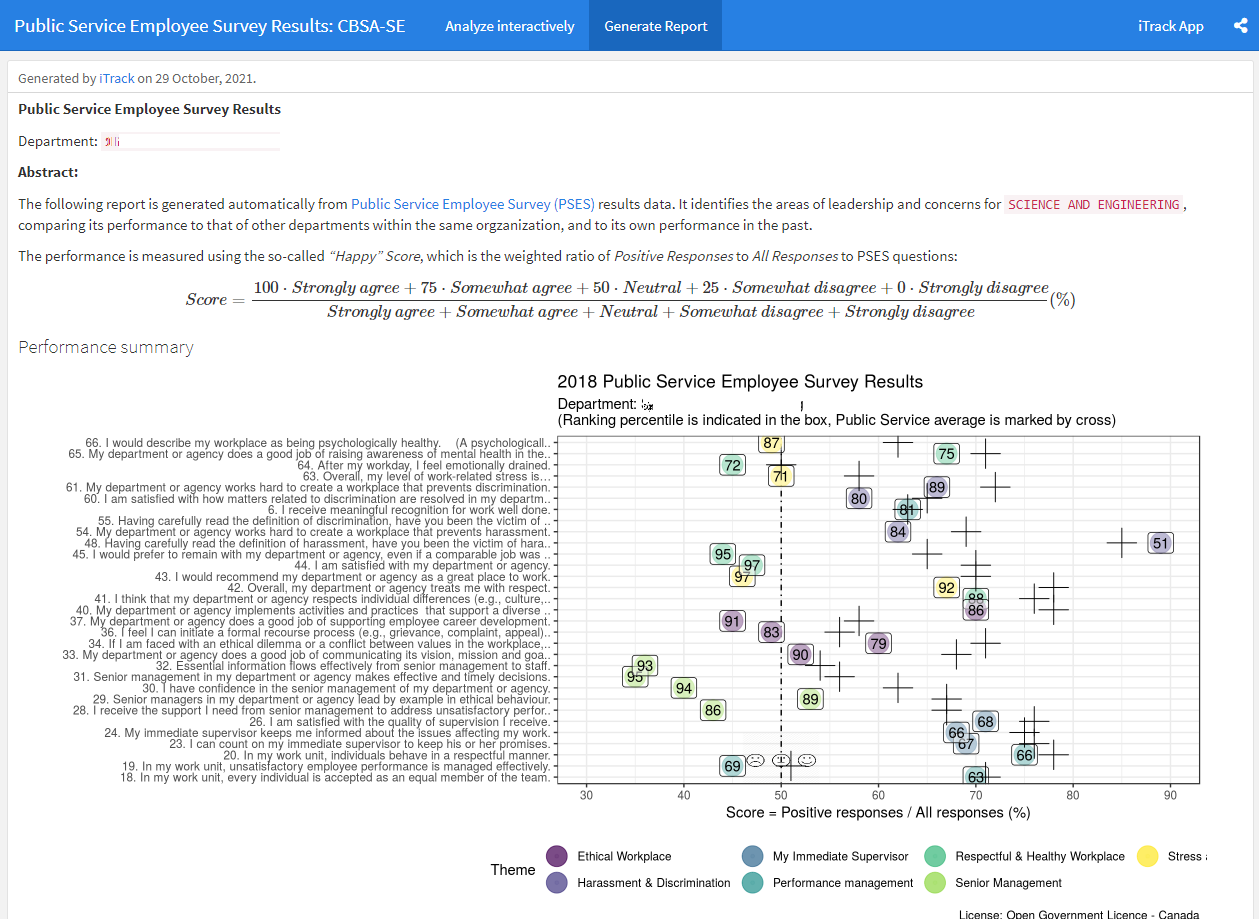 Public Service Employee Survey Results: CBSA-SE Analyze interactively Generate Report iTrack App
Generated by iTrack on 29 October, 2021.
Public Service Employee Survey Results
Department:
Abstract:
The following report is generated automatically from Public Service Employee Survey (PSES) results data. It identifies the areas of leadership and concerns for SCIENCE AND ENGINEERING ,
comparing its performance to that of other departments within the same orgzanization, and to its own performance in the past.
The performance is measured using the so-called “Happy” Score, which is the weighted ratio of Positive Responses to All Responses to PSES questions:
100 · Strongly agree + 75 · Somewhat agree + 50 · Neutral + 25 · Somewhat disagree + 0 · Strongly disagree
Score = (%)
Strongly agree + Somewhat agree + Neutral + Somewhat disagree + Strongly disagree
Performance summary
2018 Public Service Employee Survey Results
Department:
(Ranking percentile is indicated in the box, Public Service average is marked by cross)
66. I would describe my workplace as being psychologically healthy. (A psychologicall.. 87
65. My department or agency does a good job of raising awareness of mental health in the.. 75
64. After my workday, I feel emotionally drained. 72
63. Overall, my level of work-related stress is... 71
61. My department or agency works hard to create a workplace that prevents discrimination. 89
60. I am satisfied with how matters related to discrimination are resolved in my departm.. 80
6. I receive meaningful recognition for work well done. 81
55. Having carefully read the definition of discrimination, have you been the victim of ..
54. My department or agency works hard to create a workplace that prevents harassment. 84
48. Having carefully read the definition of harassment, have you been the victim of hara.. 51
45. I would prefer to remain with my department or agency, even if a comparable job was .. 95
44. I am satisfied with my department or agency. 97
43. I would recommend my department or agency as a great place to work. 97
42. Overall, my department or agency treats me with respect. 92
41. I think that my department or agency respects individual differences (e.g., culture,.. 88
40. My department or agency implements activities and practices that support a diverse .. 86
37. My department or agency does a good job of supporting employee career development. 91
36. I feel I can initiate a formal recourse process (e.g., grievance, complaint, appeal).. 83
34. If I am faced with an ethical dilemma or a conflict between values in the workplace,.. 79
33. My department or agency does a good job of communicating its vision, mission and goa.. 90
32. Essential information flows effectively from senior management to staff. 93
31. Senior management in my department or agency makes effective and timely decisions. 95
30. I have confidence in the senior management of my department or agency. 94
29. Senior managers in my department or agency lead by example in ethical behaviour. 89
28. I receive the support I need from senior management to address unsatisfactory perfor.. 86
26. I am satisfied with the quality of supervision I receive. 68
24. My immediate supervisor keeps me informed about the issues affecting my work. 66
23. I can count on my immediate supervisor to keep his or her promises. 67
20. In my work unit, individuals behave in a respectful manner. 66
19. In my work unit, unsatisfactory employee performance is managed effectively. 69
18. In my work unit, every individual is accepted as an equal member of the team. 63
30 40 50 60 70 80 90
Score = Positive responses / All responses (%)
Theme
Ethical Workplace My Immediate Supervisor Respectful & Healthy Workplace Stress
Harassment & Discrimination Performance management Senior Management
License: Open Government Licence - Canada